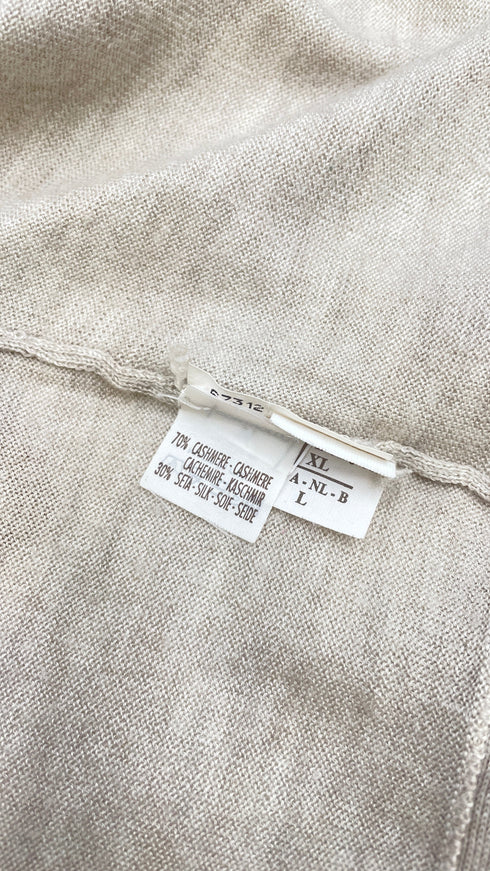 70% CASHMERE - CASHMERE
CACHEMIRE - KASCHMIR
30% SETA - SILK - SOIE - SEIDE
XL
A - NL - B
L